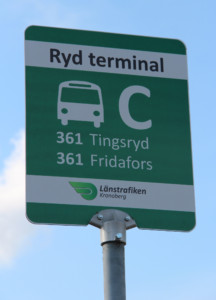 Ryd terminal
C
361 Tingsryd
361 Fridafors
Länstrafiken
Kronoberg